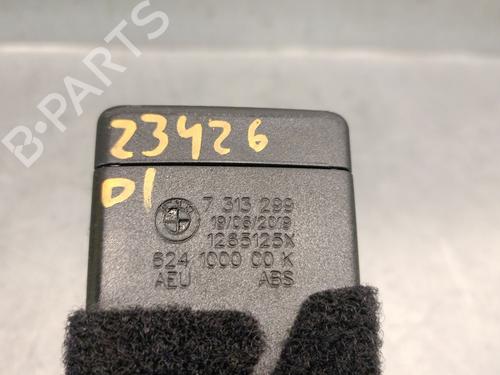 B-PARTS
23426
01
7 313 299
19/06/2019
1285125X
624 1000 00 K
AEU ABS